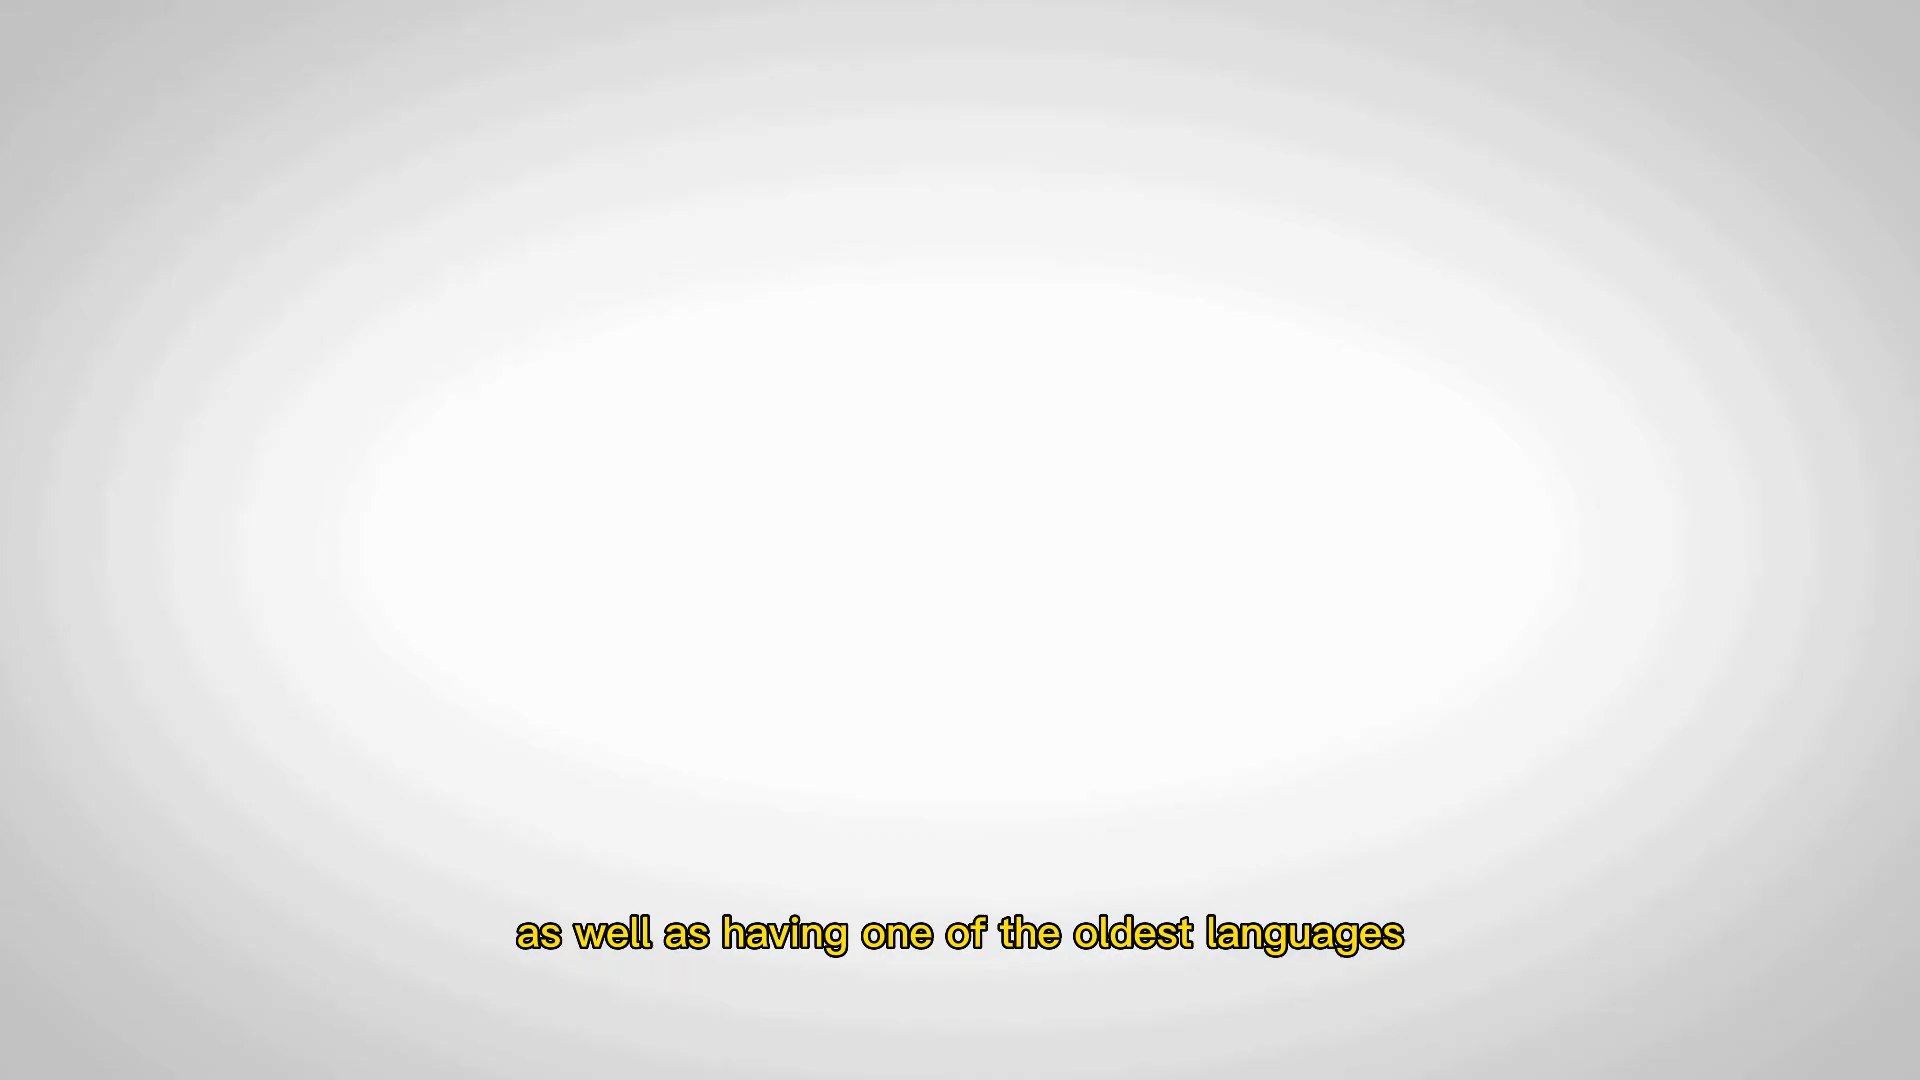 as well as having one of the oldest languages